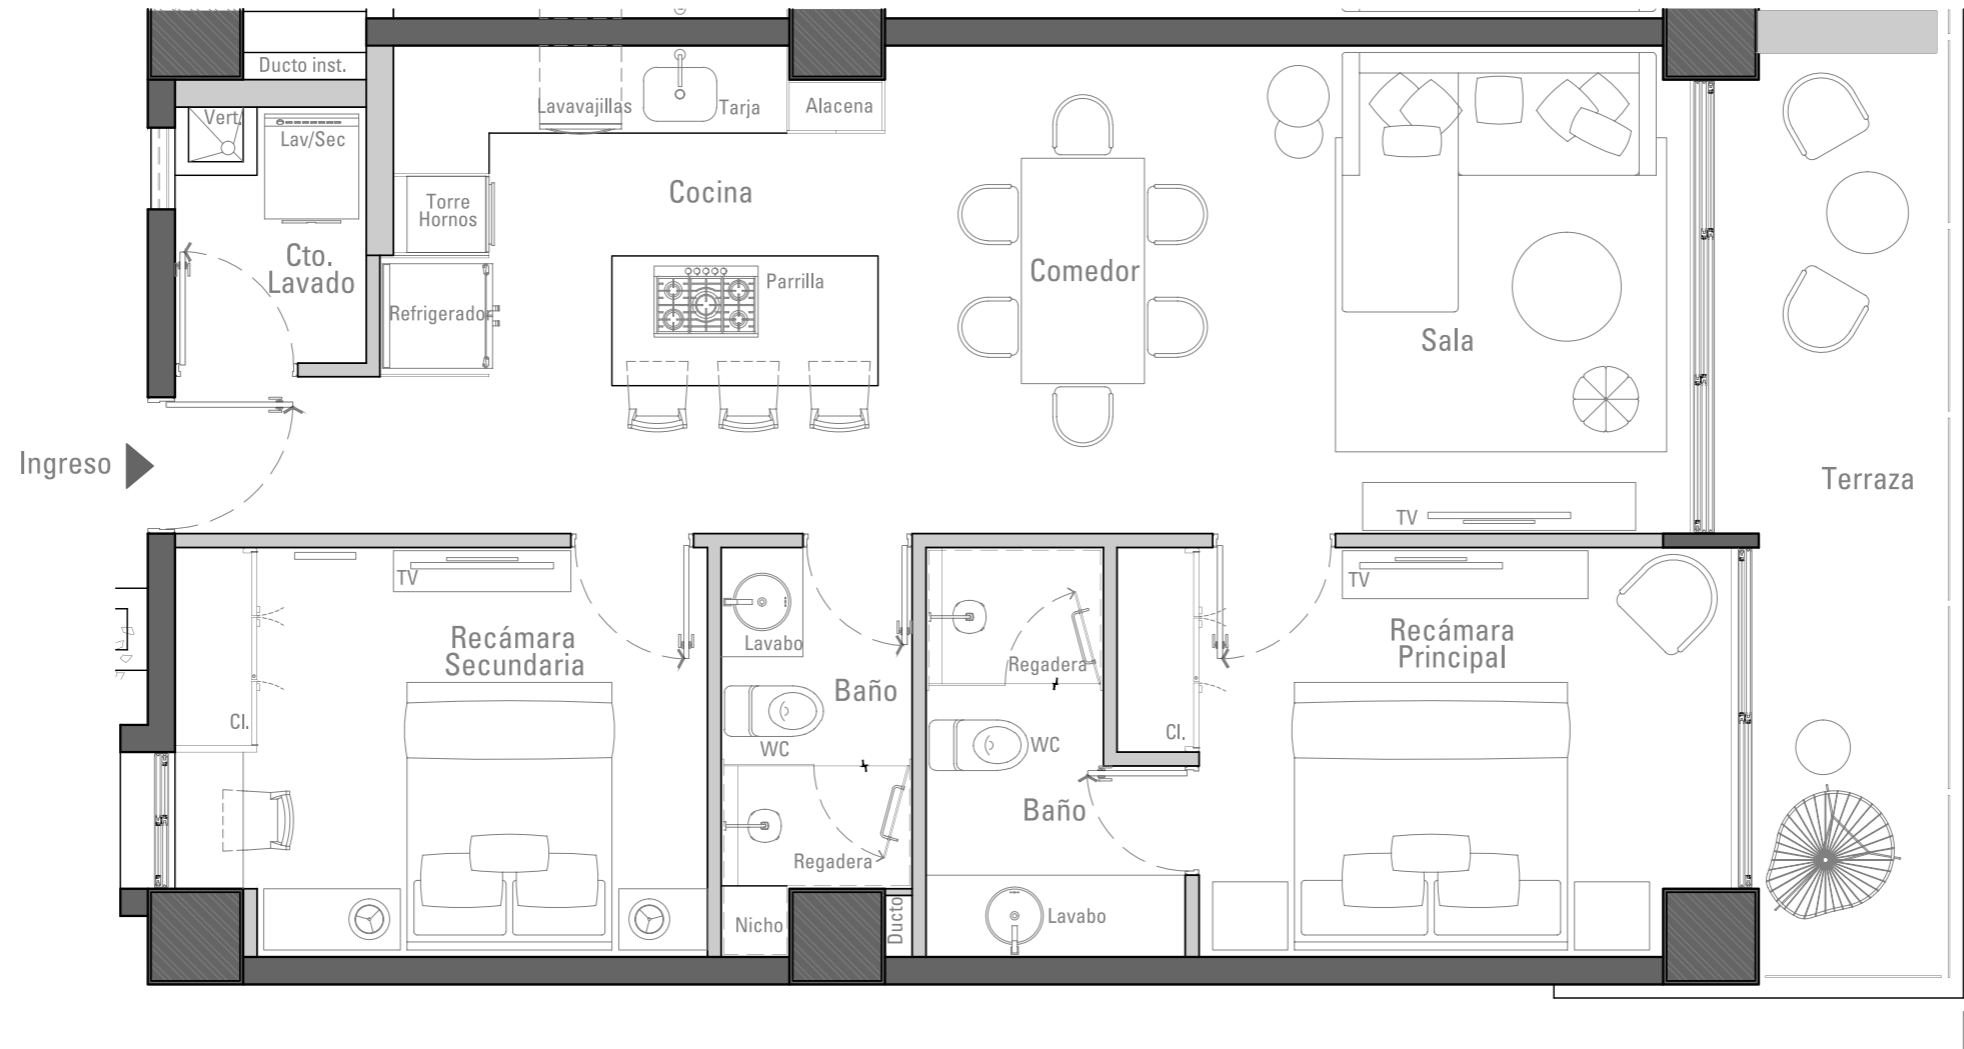 Ducto inst.
Vert.
Lav/Sec
Lavavajillas
Tarja
Alacena
Torre
Hornos
Cocina
Cto.
Lavado
Refrigerador
Parrilla
Comedor
Sala
Ingreso
Terraza
TV
TV
TV
Recámara
Secundaria
Lavabo
Baño
WC
Regadera
Cl.
Nicho
Ducto
Regadera
WC
Baño
Lavabo
Cl.
Recámara
Principal